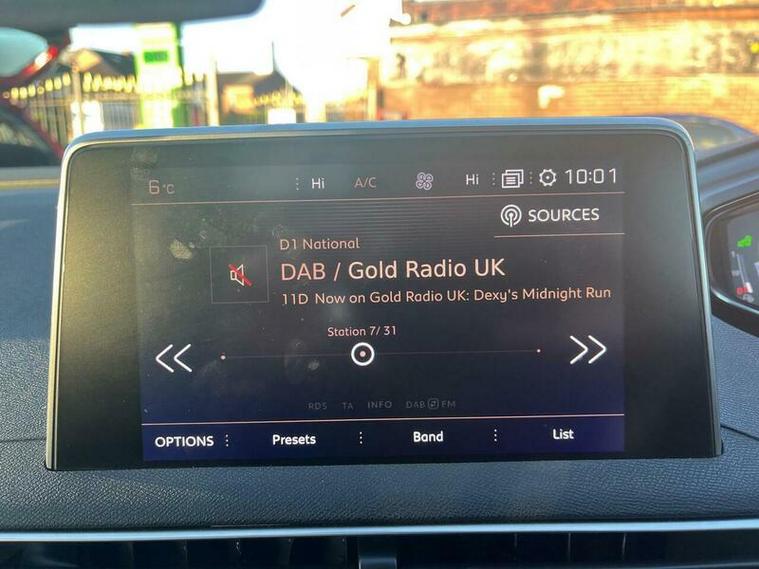 6°C Hi A/C Hi 10:01
SOURCES
D1 National
DAB / Gold Radio UK
11D Now on Gold Radio UK: Dexy's Midnight Run
Station 7/31
RDS TA INFO DAB FM
OPTIONS Presets Band List